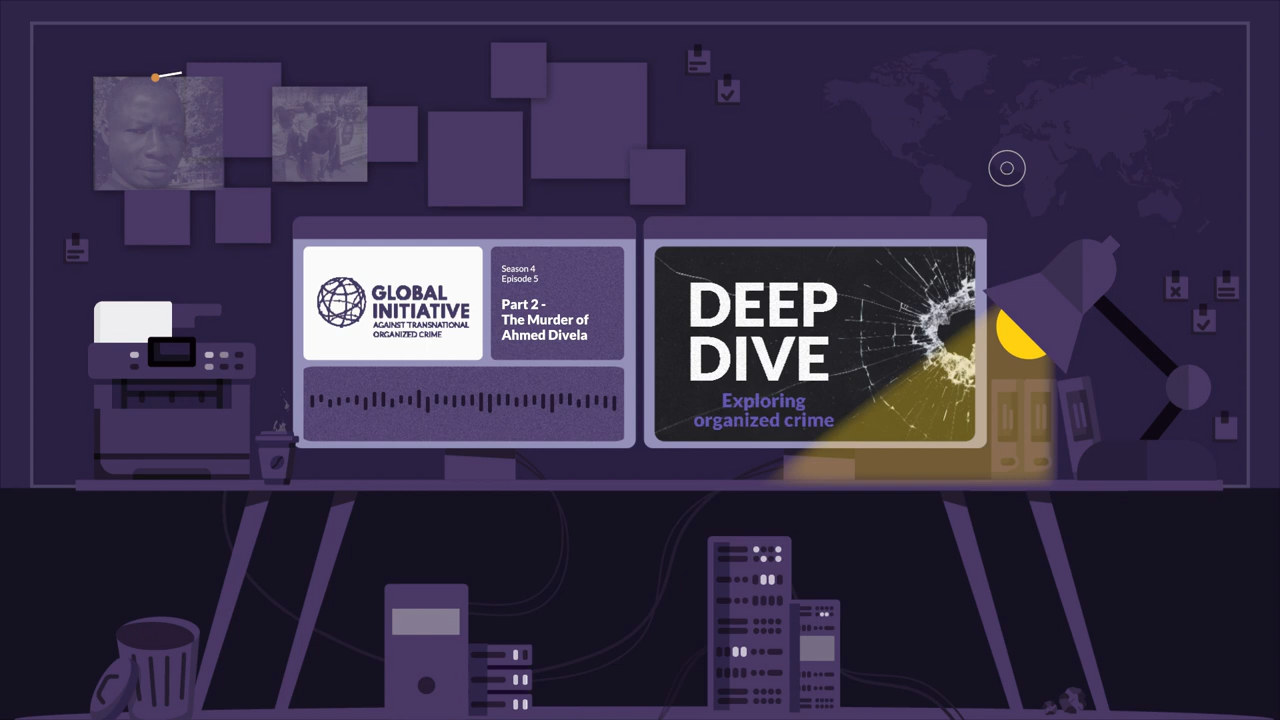 GLOBAL
INITIATIVE
AGAINST TRANSNATIONAL
ORGANIZED CRIME
Season 4
Episode 5
Part 2 -
The Murder of
Ahmed Divela
DEEP
DIVE
Exploring
organized crime